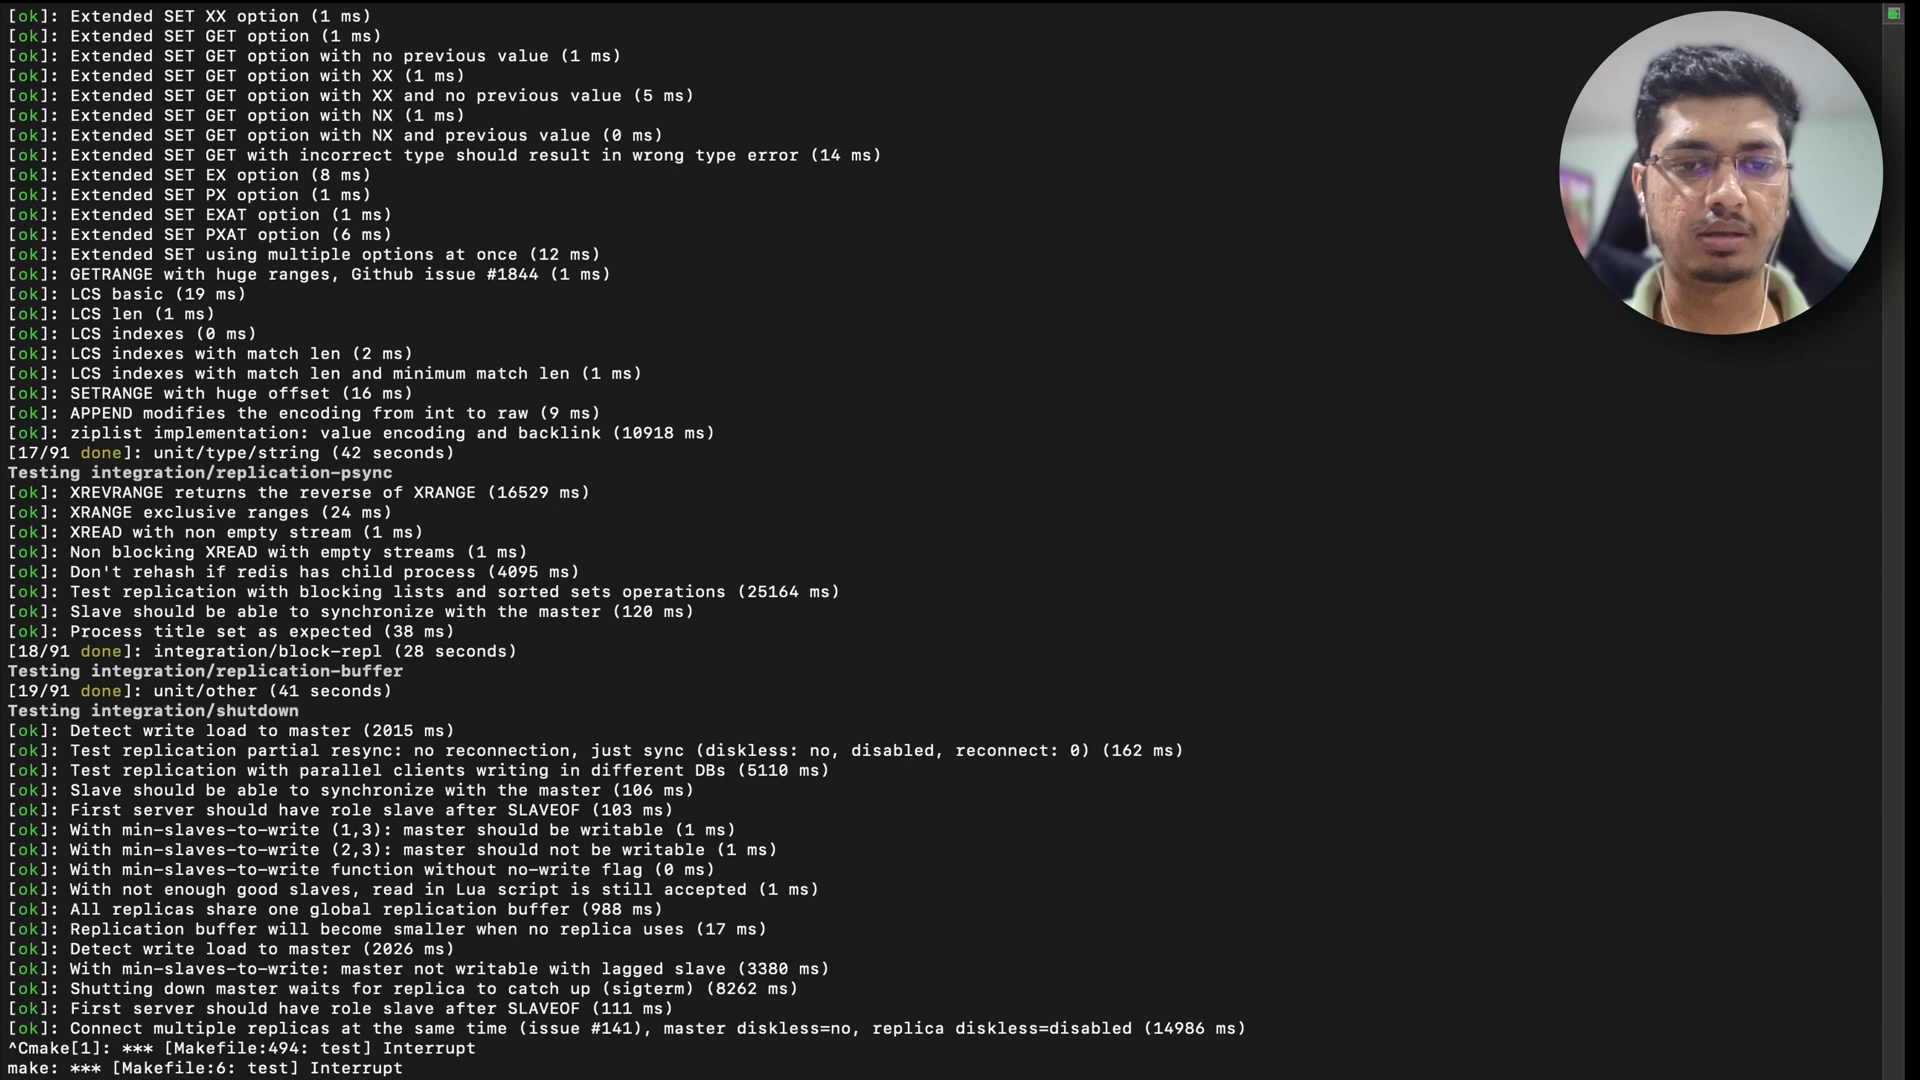 [ok]: Extended SET XX option (1 ms)
[ok]: Extended SET GET option (1 ms)
[ok]: Extended SET GET option with no previous value (1 ms)
[ok]: Extended SET GET option with XX (1 ms)
[ok]: Extended SET GET option with XX and no previous value (5 ms)
[ok]: Extended SET GET option with NX (1 ms)
[ok]: Extended SET GET option with NX and previous value (0 ms)
[ok]: Extended SET GET with incorrect type should result in wrong type error (14 ms)
[ok]: Extended SET EX option (8 ms)
[ok]: Extended SET PX option (1 ms)
[ok]: Extended SET EXAT option (1 ms)
[ok]: Extended SET PXAT option (6 ms)
[ok]: Extended SET using multiple options at once (12 ms)
[ok]: GETRANGE with huge ranges, Github issue #1844 (1 ms)
[ok]: LCS basic (19 ms)
[ok]: LCS len (1 ms)
[ok]: LCS indexes (0 ms)
[ok]: LCS indexes with match len (2 ms)
[ok]: LCS indexes with match len and minimum match len (1 ms)
[ok]: SETRANGE with huge offset (16 ms)
[ok]: APPEND modifies the encoding from int to raw (9 ms)
[ok]: ziplist implementation: value encoding and backlink (10918 ms)
[17/91 done]: unit/type/string (42 seconds)
Testing integration/replication-psync
[ok]: XREVRANGE returns the reverse of XRANGE (16529 ms)
[ok]: XRANGE exclusive ranges (24 ms)
[ok]: XREAD with non empty stream (1 ms)
[ok]: Non blocking XREAD with empty streams (1 ms)
[ok]: Don't rehash if redis has child process (4095 ms)
[ok]: Test replication with blocking lists and sorted sets operations (25164 ms)
[ok]: Slave should be able to synchronize with the master (120 ms)
[ok]: Process title set as expected (38 ms)
[18/91 done]: integration/block-repl (28 seconds)
Testing integration/replication-buffer
[19/91 done]: unit/other (41 seconds)
Testing integration/shutdown
[ok]: Detect write load to master (2015 ms)
[ok]: Test replication partial resync: no reconnection, just sync (diskless: no, disabled, reconnect: 0) (162 ms)
[ok]: Test replication with parallel clients writing in different DBs (5110 ms)
[ok]: Slave should be able to synchronize with the master (106 ms)
[ok]: First server should have role slave after SLAVEOF (103 ms)
[ok]: With min-slaves-to-write (1,3): master should be writable (1 ms)
[ok]: With min-slaves-to-write (2,3): master should not be writable (1 ms)
[ok]: With min-slaves-to-write function without no-write flag (0 ms)
[ok]: With not enough good slaves, read in Lua script is still accepted (1 ms)
[ok]: All replicas share one global replication buffer (988 ms)
[ok]: Replication buffer will become smaller when no replica uses (17 ms)
[ok]: Detect write load to master (2026 ms)
[ok]: With min-slaves-to-write: master not writable with lagged slave (3380 ms)
[ok]: Shutting down master waits for replica to catch up (sigterm) (8262 ms)
[ok]: First server should have role slave after SLAVEOF (111 ms)
[ok]: Connect multiple replicas at the same time (issue #141), master diskless=no, replica diskless=disabled (14986 ms)
^Cmake[1]: *** [Makefile:494: test] Interrupt
make: *** [Makefile:6: test] Interrupt